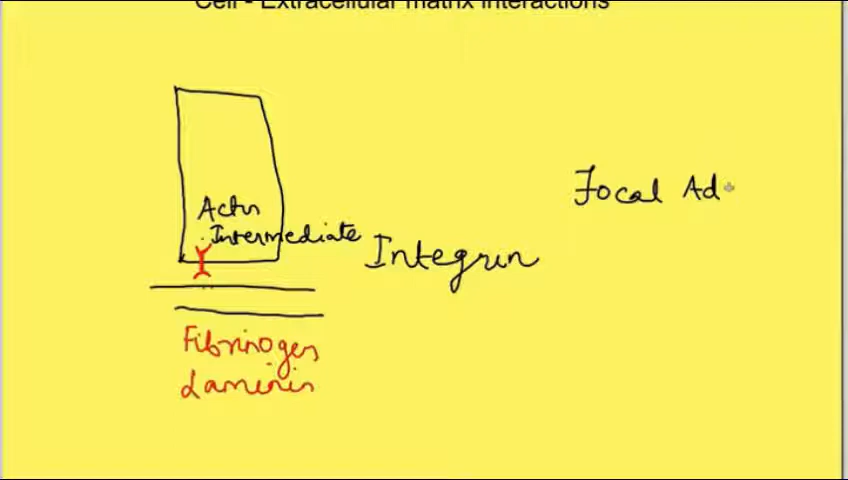 Cell - Extracellular matrix interactions
Actin
Intermediate
Integrin
Focal Ad
Fibrinogen
Laminin